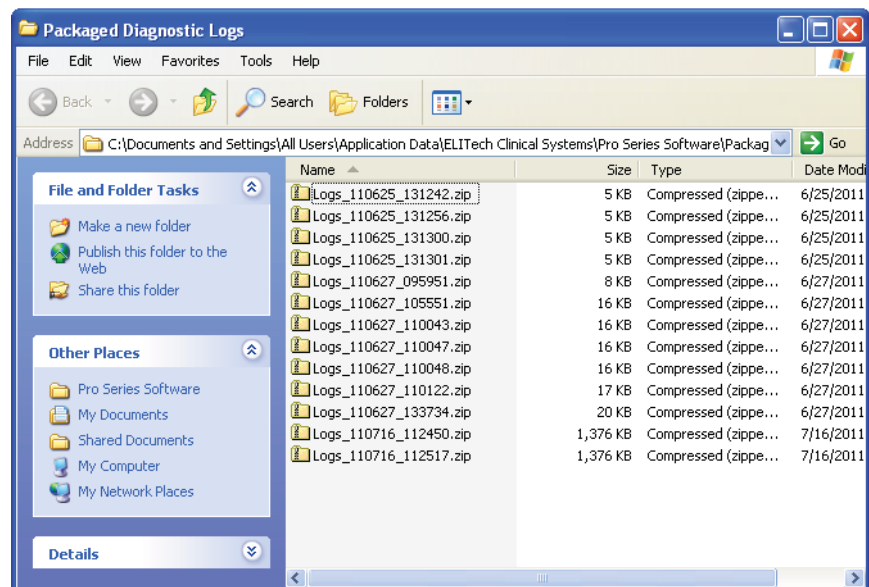 Packaged Diagnostic Logs
File Edit View Favorites Tools Help
Back Search Folders
Address C:\Documents and Settings\All Users\Application Data\ELITech Clinical Systems\Pro Series Software\Packag Go
File and Folder Tasks
Make a new folder
Publish this folder to the
Web
Share this folder
Other Places
Pro Series Software
My Documents
Shared Documents
My Computer
My Network Places
Details
Name Size Type Date Modi
Logs_110625_131242.zip 5 KB Compressed (zippe... 6/25/2011
Logs_110625_131256.zip 5 KB Compressed (zippe... 6/25/2011
Logs_110625_131300.zip 5 KB Compressed (zippe... 6/25/2011
Logs_110625_131301.zip 5 KB Compressed (zippe... 6/25/2011
Logs_110627_095951.zip 8 KB Compressed (zippe... 6/27/2011
Logs_110627_105551.zip 16 KB Compressed (zippe... 6/27/2011
Logs_110627_110043.zip 16 KB Compressed (zippe... 6/27/2011
Logs_110627_110047.zip 16 KB Compressed (zippe... 6/27/2011
Logs_110627_110048.zip 16 KB Compressed (zippe... 6/27/2011
Logs_110627_110122.zip 17 KB Compressed (zippe... 6/27/2011
Logs_110627_133734.zip 20 KB Compressed (zippe... 6/27/2011
Logs_110716_112450.zip 1,376 KB Compressed (zippe... 7/16/2011
Logs_110716_112517.zip 1,376 KB Compressed (zippe... 7/16/2011